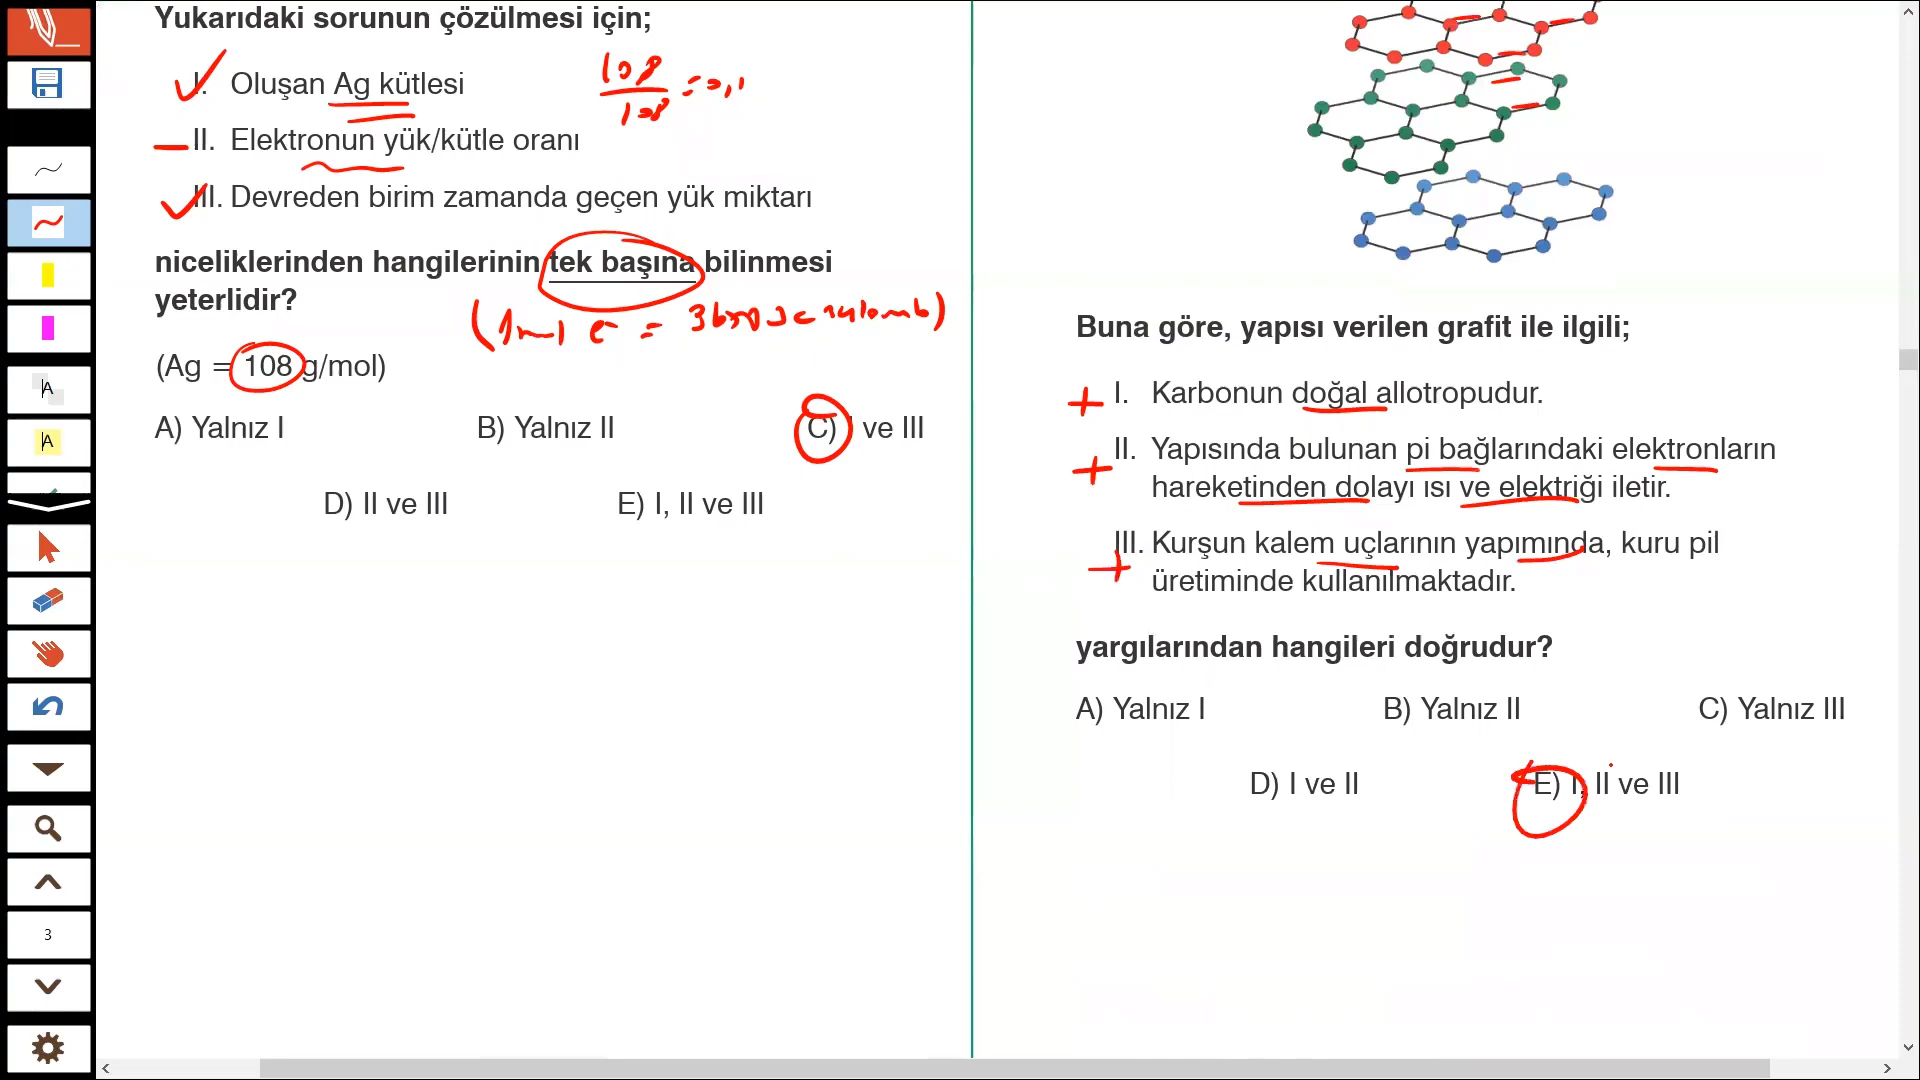 Yukarıdaki sorunun çözülmesi için;
I. Oluşan Ag kütlesi
108
108
II. Elektronun yük/kütle oranı
III. Devreden birim zamanda geçen yük miktarı
niceliklerinden hangilerinin tek başına bilinmesi
yeterlidir?
(Ag = 108 g/mol)
A) Yalnız I B) Yalnız II C) I ve III
D) II ve III E) I, II ve III
Buna göre, yapısı verilen grafit ile ilgili;
I. Karbonun doğal allotropudur.
II. Yapısında bulunan pi bağlarındaki elektronların
hareketinden dolayı ısı ve elektriği iletir.
III. Kurşun kalem uçlarının yapımında, kuru pil
üretiminde kullanılmaktadır.
yargılarından hangileri doğrudur?
A) Yalnız I B) Yalnız II C) Yalnız III
D) I ve II E) I, II ve III
A
A
3